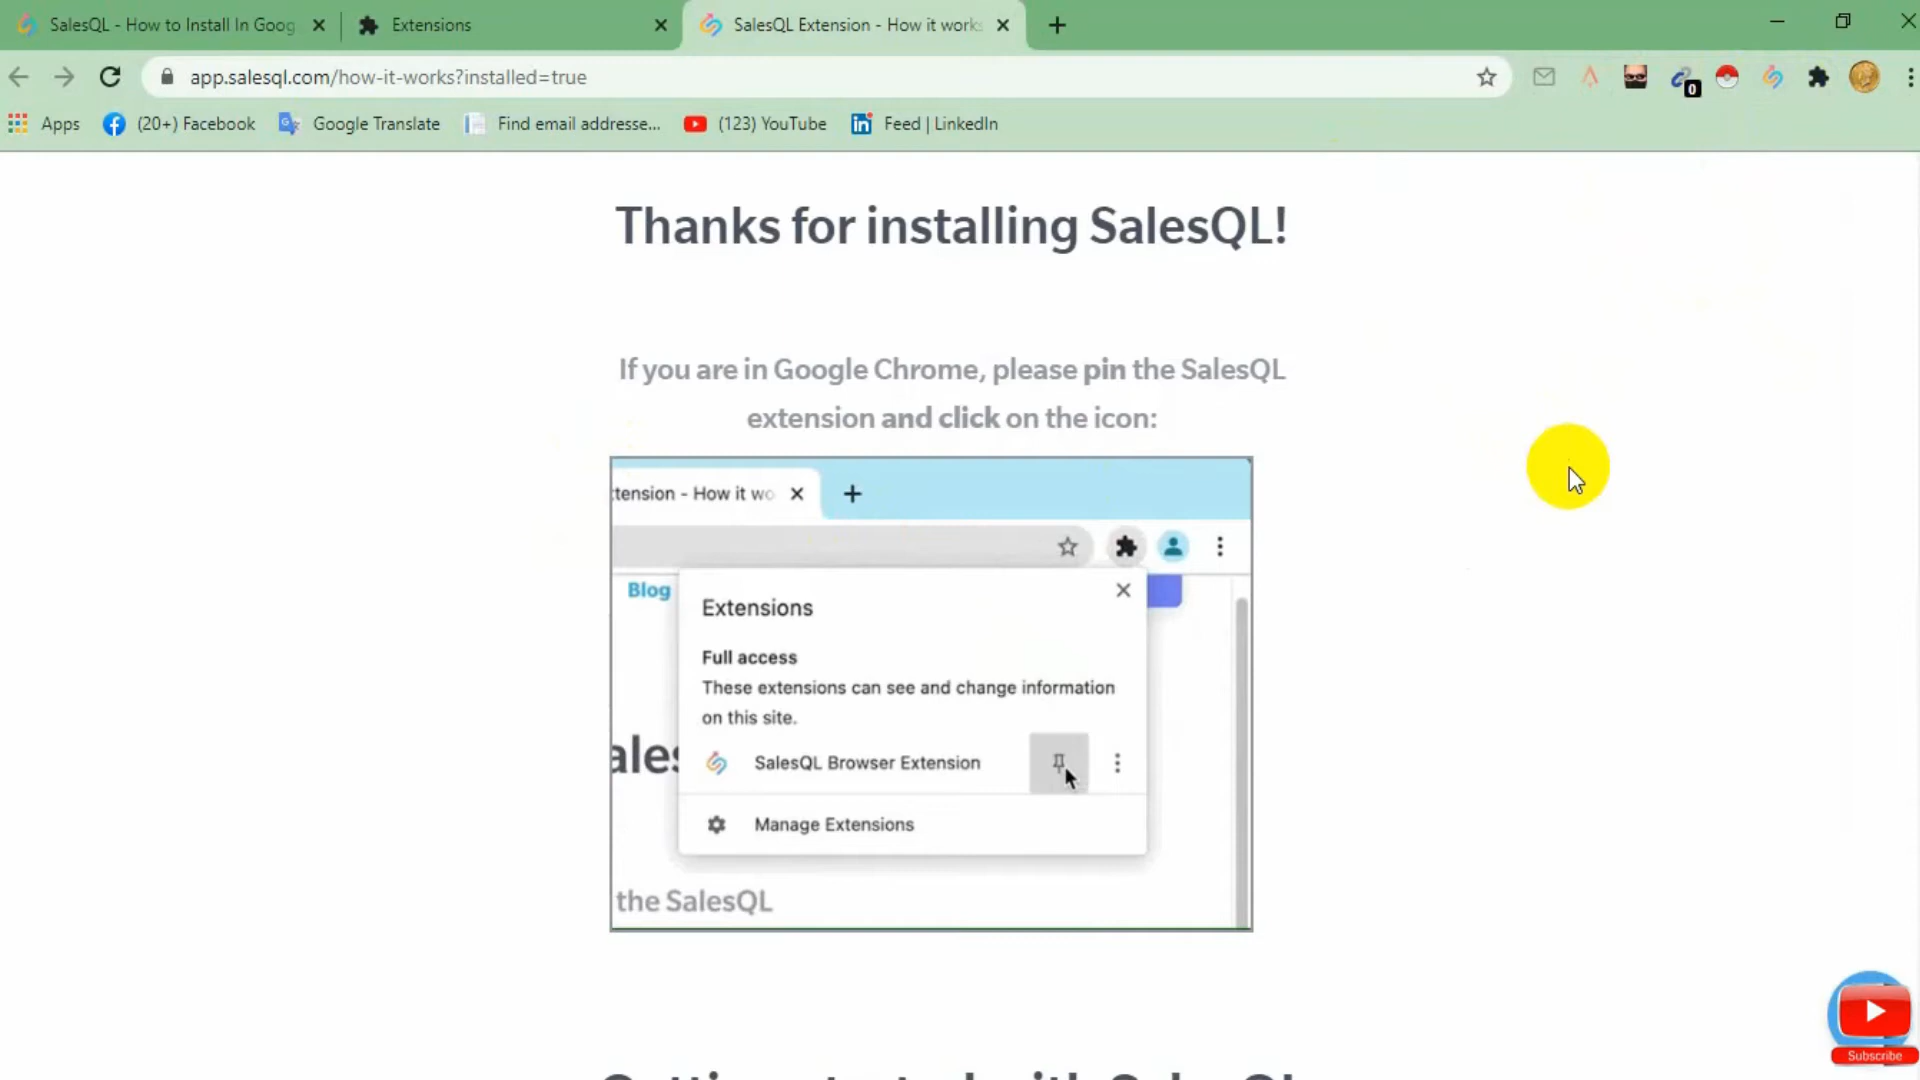 SalesQL - How to Install In Goog
Extensions
SalesQL Extension - How it works
app.salesql.com/how-it-works?installed=true
0
Apps
(20+) Facebook
Google Translate
Find email addresse...
(123) YouTube
Feed | LinkedIn
Thanks for installing SalesQL!
If you are in Google Chrome, please pin the SalesQL
extension and click on the icon:
tension - How it wo
Blog
Extensions
Full access
These extensions can see and change information
on this site.
ales
SalesQL Browser Extension
Manage Extensions
the SalesQL
Subscribe